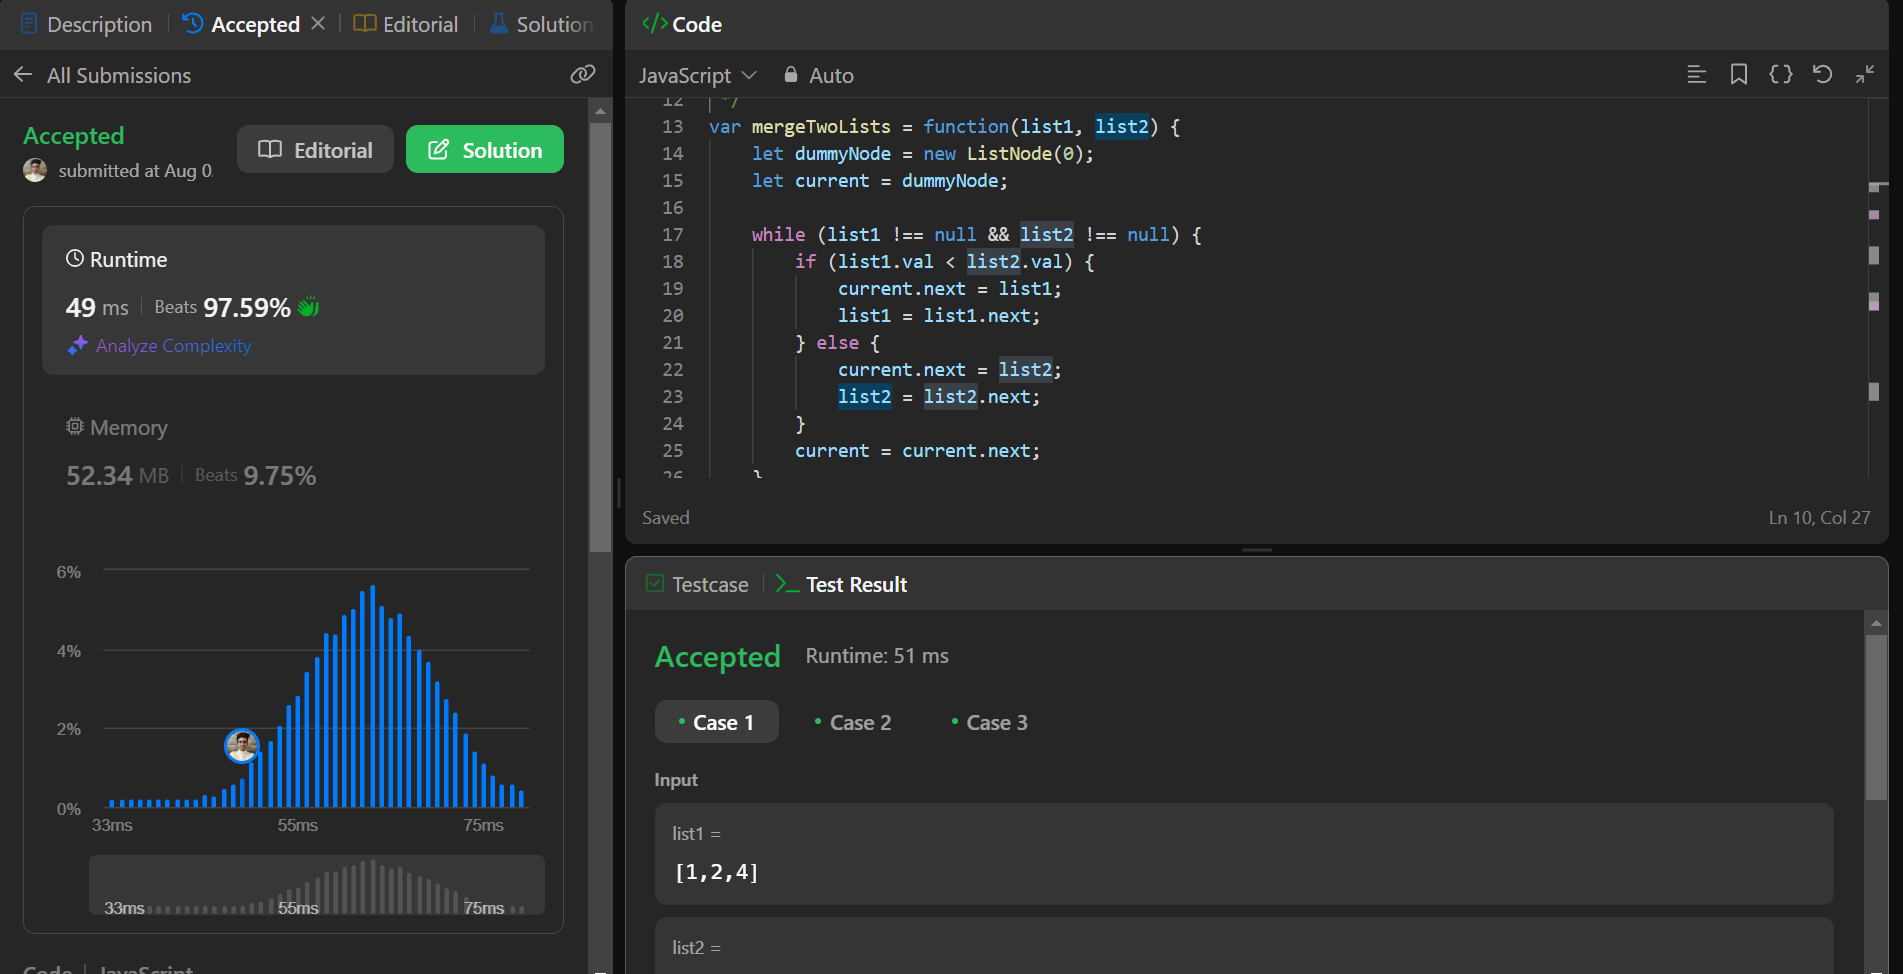 Description
Accepted
Editorial
Solution
All Submissions
Accepted
submitted at Aug 0
Editorial
Solution
Runtime
49 ms
Beats 97.59%
Analyze Complexity
Memory
52.34 MB
Beats 9.75%
6%
4%
2%
0%
33ms
55ms
75ms
33ms
55ms
75ms
Code
JavaScript
</> Code
JavaScript
Auto
12 */
13 var mergeTwoLists = function(list1, list2) {
14 let dummyNode = new ListNode(0);
15 let current = dummyNode;
16
17 while (list1 !== null && list2 !== null) {
18 if (list1.val < list2.val) {
19 current.next = list1;
20 list1 = list1.next;
21 } else {
22 current.next = list2;
23 list2 = list2.next;
24 }
25 current = current.next;
26 }
Saved
Ln 10, Col 27
Testcase
>_ Test Result
Accepted
Runtime: 51 ms
• Case 1
• Case 2
• Case 3
Input
list1 =
[1,2,4]
list2 =